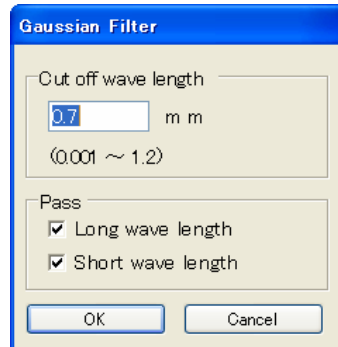 Gaussian Filter
Cut off wave length
0.7 m m
(0.001 ～ 1.2)
Pass
Long wave length
Short wave length
OK Cancel